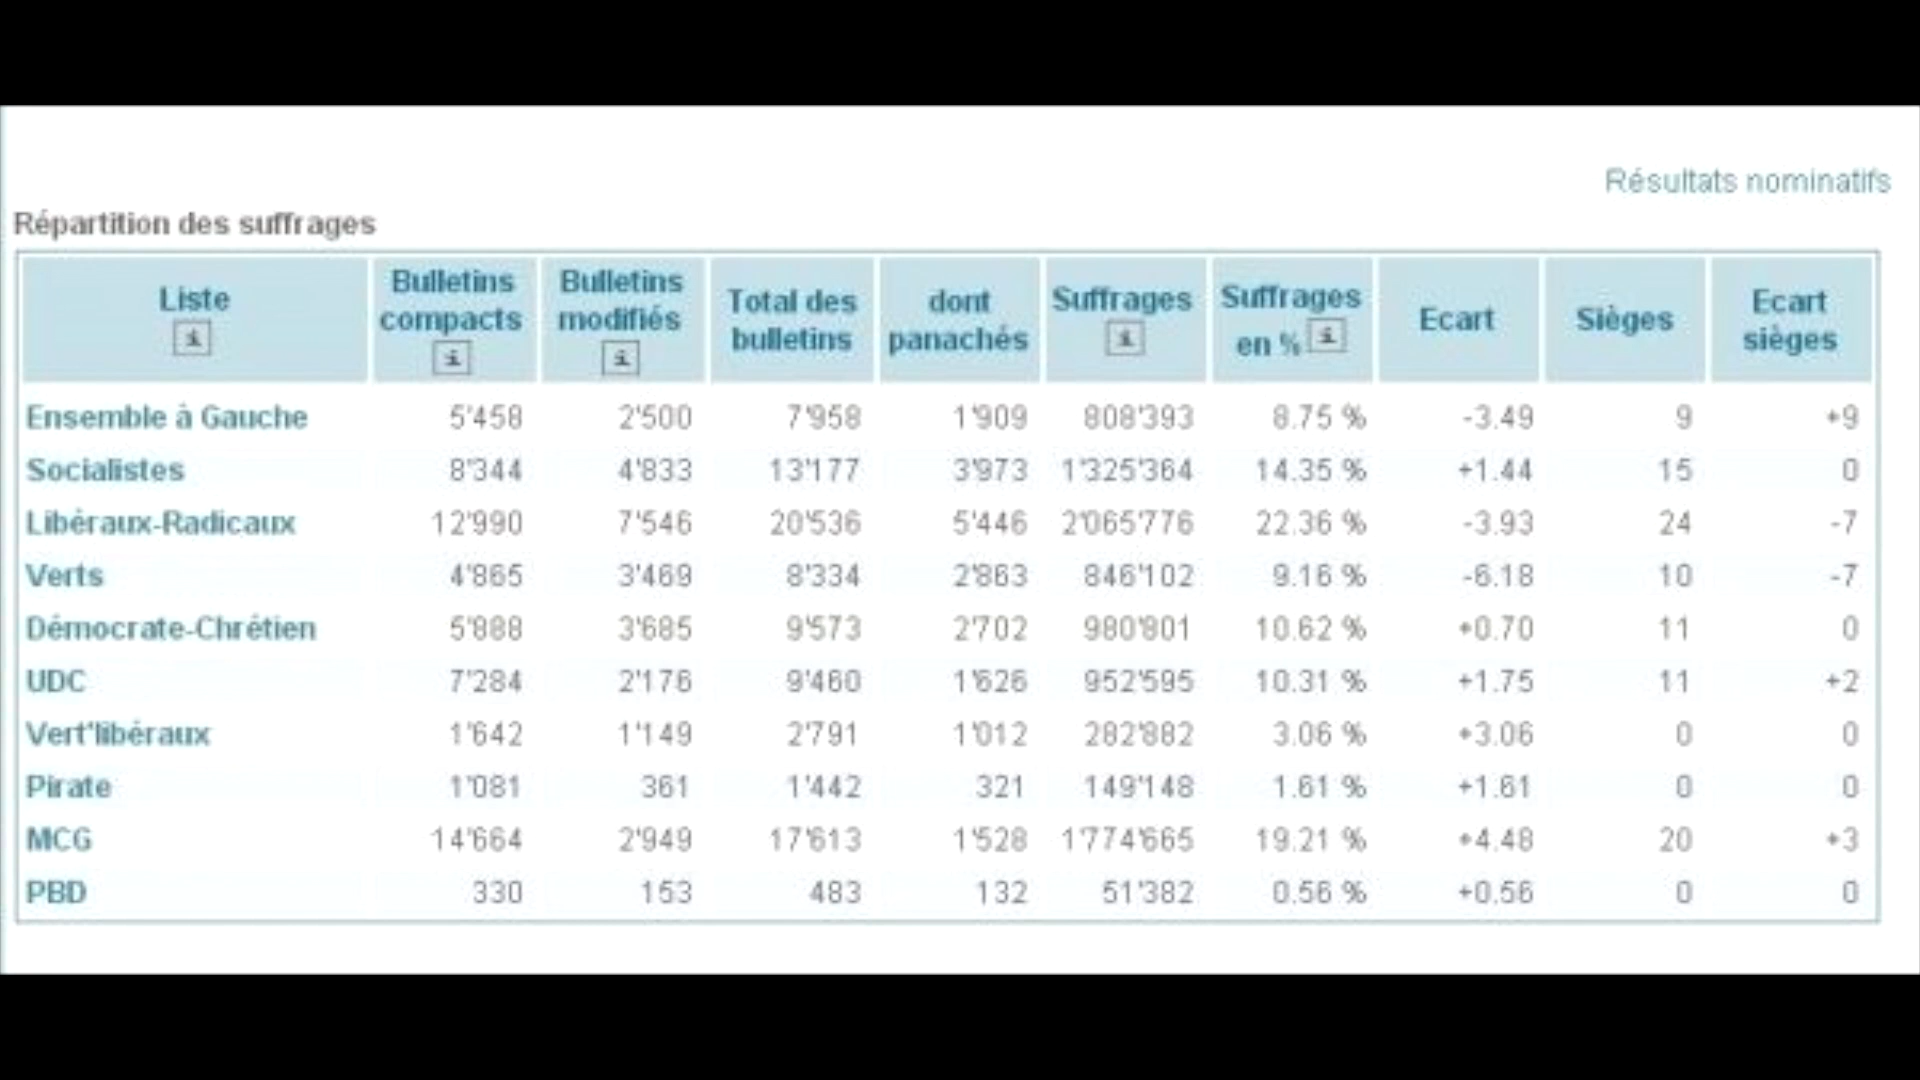 Résultats nominatifs
Répartition des suffrages
Liste Bulletins compacts Bulletins modifiés Total des bulletins dont panachés Suffrages Suffrages en % Ecart Sièges Ecart sièges
Ensemble à Gauche 5'458 2'500 7'958 1'909 808'393 8.75 % -3.49 9 +9
Socialistes 8'344 4'833 13'177 3'973 1'325'364 14.35 % +1.44 15 0
Libéraux-Radicaux 12'990 7'546 20'536 5'446 2'065'776 22.36 % -3.93 24 -7
Verts 4'865 3'469 8'334 2'863 846'102 9.16 % -6.18 10 -7
Démocrate-Chrétien 5'888 3'685 9'573 2'702 980'801 10.62 % +0.70 11 0
UDC 7'284 2'176 9'460 1'626 952'595 10.31 % +1.75 11 +2
Vert'libéraux 1'642 1'149 2'791 1'012 282'882 3.06 % +3.06 0 0
Pirate 1'081 361 1'442 321 149'148 1.61 % +1.61 0 0
MCG 14'664 2'949 17'613 1'528 1'774'665 19.21 % +4.48 20 +3
PBD 330 153 483 132 51'382 0.56 % +0.56 0 0